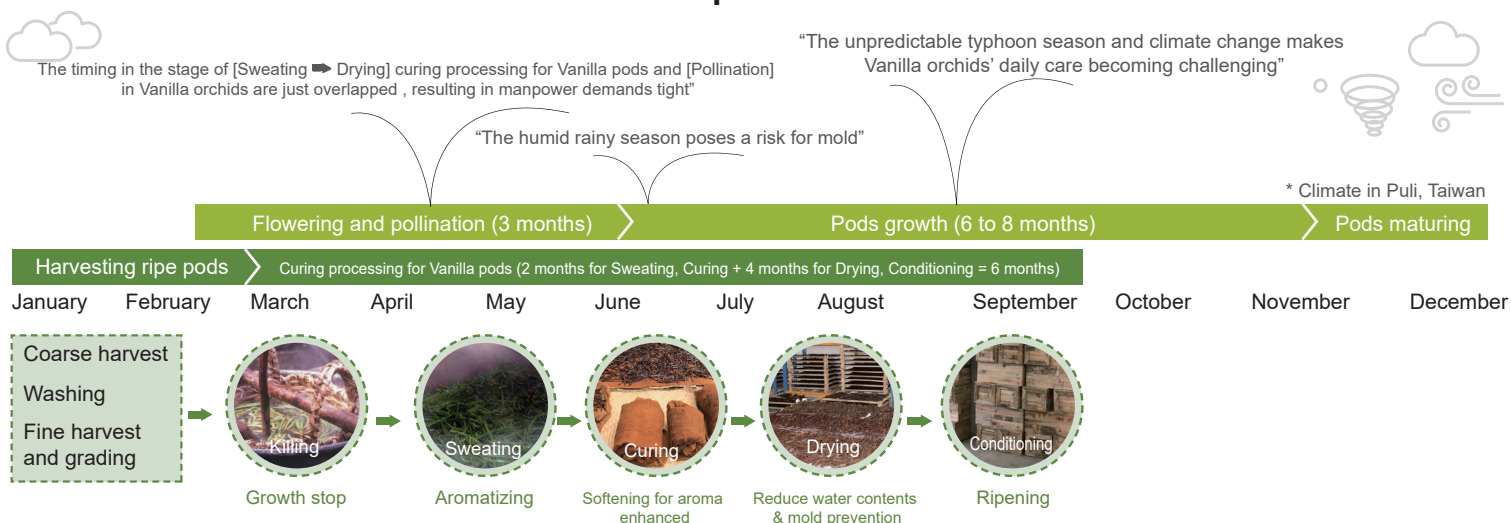 “The unpredictable typhoon season and climate change makes
Vanilla orchids’ daily care becoming challenging”
The timing in the stage of [Sweating ➡ Drying] curing processing for Vanilla pods and [Pollination]
in Vanilla orchids are just overlapped , resulting in manpower demands tight”
“The humid rainy season poses a risk for mold”
* Climate in Puli, Taiwan
Flowering and pollination (3 months)
Pods growth (6 to 8 months)
Pods maturing
Harvesting ripe pods
Curing processing for Vanilla pods (2 months for Sweating, Curing + 4 months for Drying, Conditioning = 6 months)
January February March April May June July August September October November December
Coarse harvest
Washing
Fine harvest
and grading
Killing
Growth stop
Sweating
Aromatizing
Curing
Softening for aroma
enhanced
Drying
Reduce water contents
& mold prevention
Conditioning
Ripening